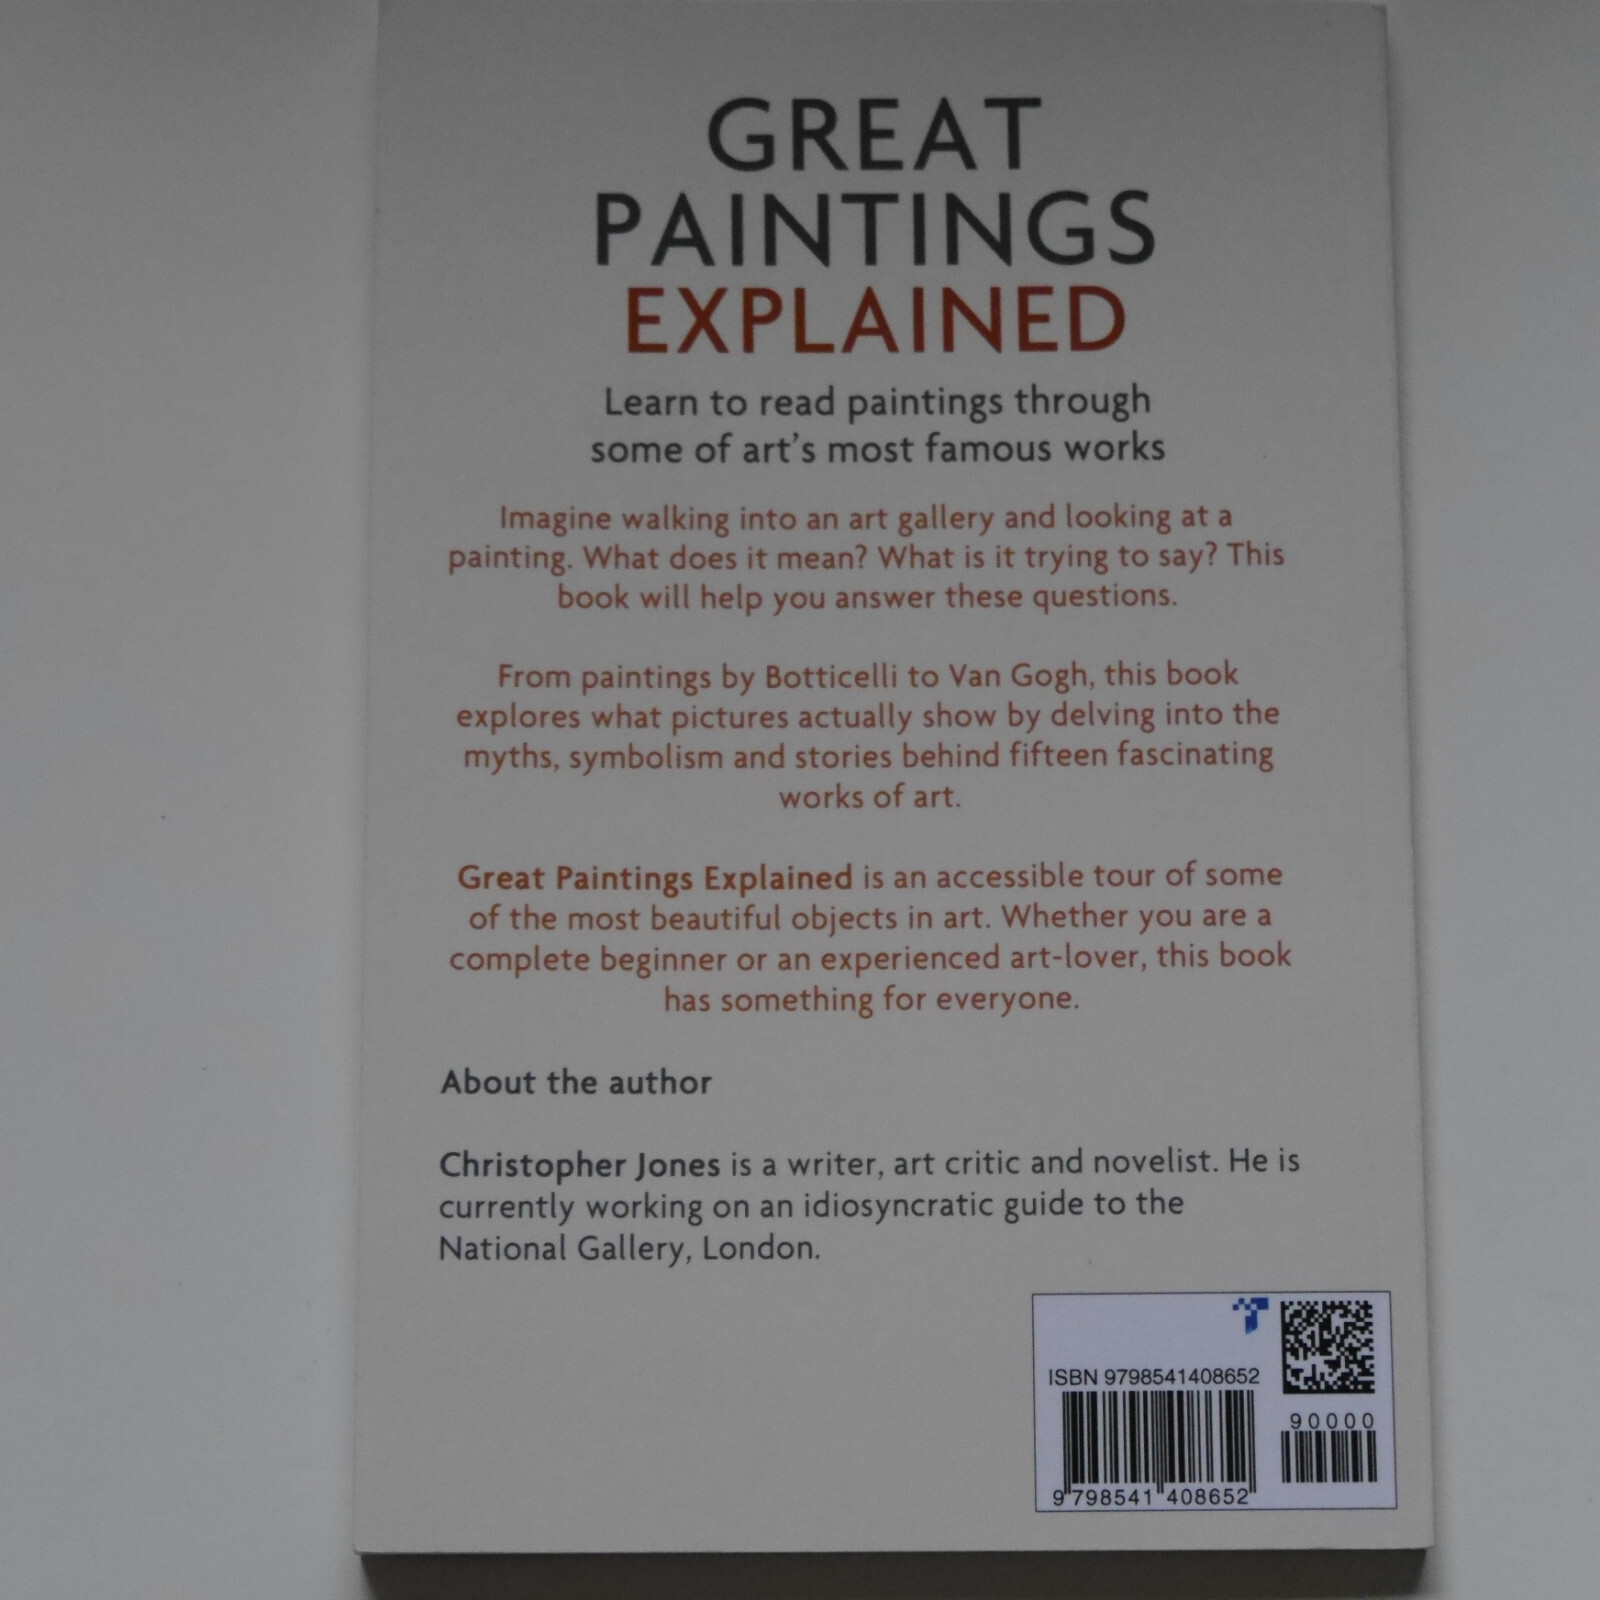 GREAT
PAINTINGS
EXPLAINED
Learn to read paintings through
some of art's most famous works
Imagine walking into an art gallery and looking at a
painting. What does it mean? What is it trying to say? This
book will help you answer these questions.
From paintings by Botticelli to Van Gogh, this book
explores what pictures actually show by delving into the
myths, symbolism and stories behind fifteen fascinating
works of art.
Great Paintings Explained is an accessible tour of some
of the most beautiful objects in art. Whether you are a
complete beginner or an experienced art-lover, this book
has something for everyone.
About the author
Christopher Jones is a writer, art critic and novelist. He is
currently working on an idiosyncratic guide to the
National Gallery, London.
ISBN 9798541408652
90000
9 798541 408652